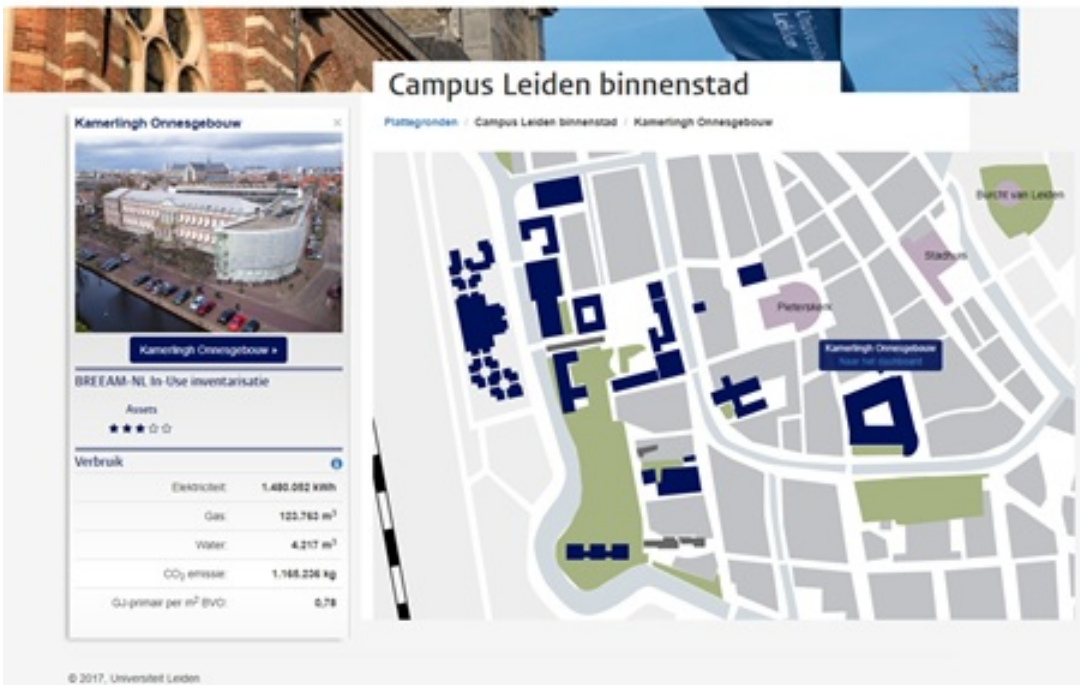 Universiteit
Leiden
Campus Leiden binnenstad
Plattegronden / Campus Leiden binnenstad / Kamerlingh Onnesgebouw
Kamerlingh Onnesgebouw ×
Kamerlingh Onnesgebouw »
BREEAM-NL In-Use inventarisatie
Assets
★★★☆☆
Verbruik
Elektriciteit: 1.480.052 kWh
Gas: 123.763 m³
Water: 4.217 m³
CO₂ emissie: 1.165.236 kg
GJ-primair per m² BVO: 0,78
Burcht van Leiden
Stadhuis
Pieterskerk
Kamerlingh Onnesgebouw
Naar het dashboard
© 2017, Universiteit Leiden